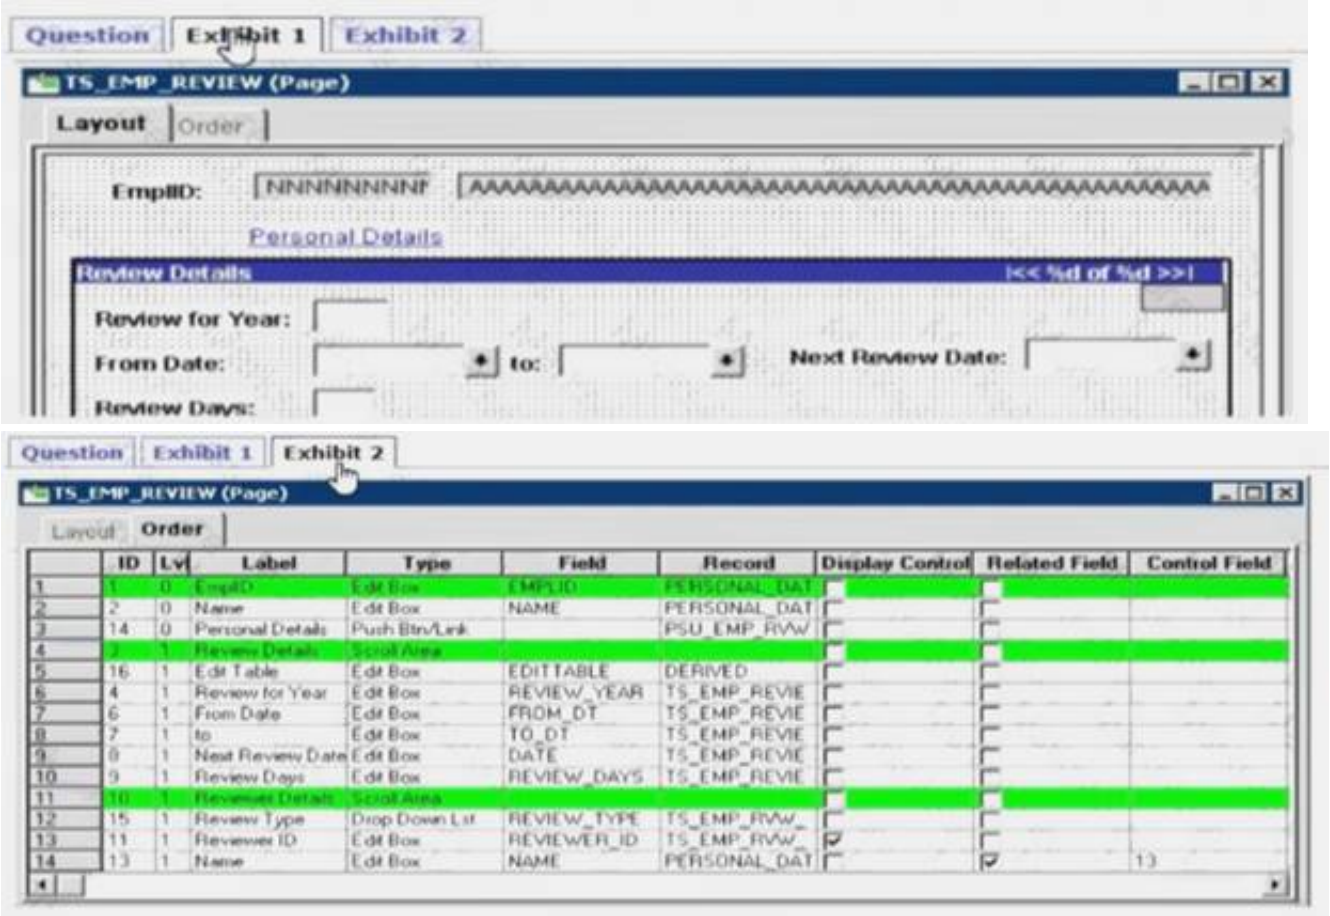 Question Exhibit 1 Exhibit 2
TS_EMP_REVIEW (Page)
Layout Order
EmplID: NNNNNNNNN AAAAAAAAAAAAAAAAAAAAAAAAAAAAAAAAAAAAAAAAAAAAAAAAAA
Personal Details
Review Details |<< %d of %d >>|
Review for Year:
From Date: to: Next Review Date:
Review Days:
Question Exhibit 1 Exhibit 2
TS_EMP_REVIEW (Page)
Layout Order
ID Lvl Label Type Field Record Display Control Related Field Control Field
1 1 0 EmplID Edit Box EMPLID PERSONAL_DAT
2 2 0 Name Edit Box NAME PERSONAL_DAT
3 14 0 Personal Details Push Btn/Link PSU_EMP_RVW
4 3 1 Review Details Scroll Area
5 16 1 Edit Table Edit Box EDITTABLE DERIVED
6 4 1 Review for Year Edit Box REVIEW_YEAR TS_EMP_REVIE
7 6 1 From Date Edit Box FROM_DT TS_EMP_REVIE
8 7 1 to Edit Box TO_DT TS_EMP_REVIE
9 8 1 Next Review Date Edit Box DATE TS_EMP_REVIE
10 9 1 Review Days Edit Box REVIEW_DAYS TS_EMP_REVIE
11 10 1 Reviewer Details Scroll Area
12 15 1 Review Type Drop Down Lst REVIEW_TYPE TS_EMP_RVW_
13 11 1 Reviewer ID Edit Box REVIEWER_ID TS_EMP_RVW_
14 13 1 Name Edit Box NAME PERSONAL_DAT 13